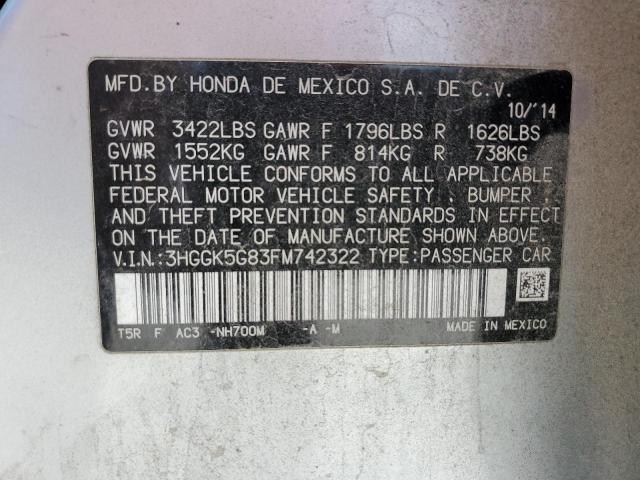 MFD.BY HONDA DE MEXICO S.A. DE C.V.
10/'14
GVWR 3422LBS GAWR F 1796LBS R 1626LBS
GVWR 1552KG GAWR F 814KG R 738KG
THIS VEHICLE CONFORMS TO ALL APPLICABLE
FEDERAL MOTOR VEHICLE SAFETY , BUMPER ,
AND THEFT PREVENTION STANDARDS IN EFFECT
ON THE DATE OF MANUFACTURE SHOWN ABOVE.
V.I.N.:3HGGK5G83FM742322 TYPE:PASSENGER CAR
T5R F AC3 -NH700M -A -M MADE IN MEXICO